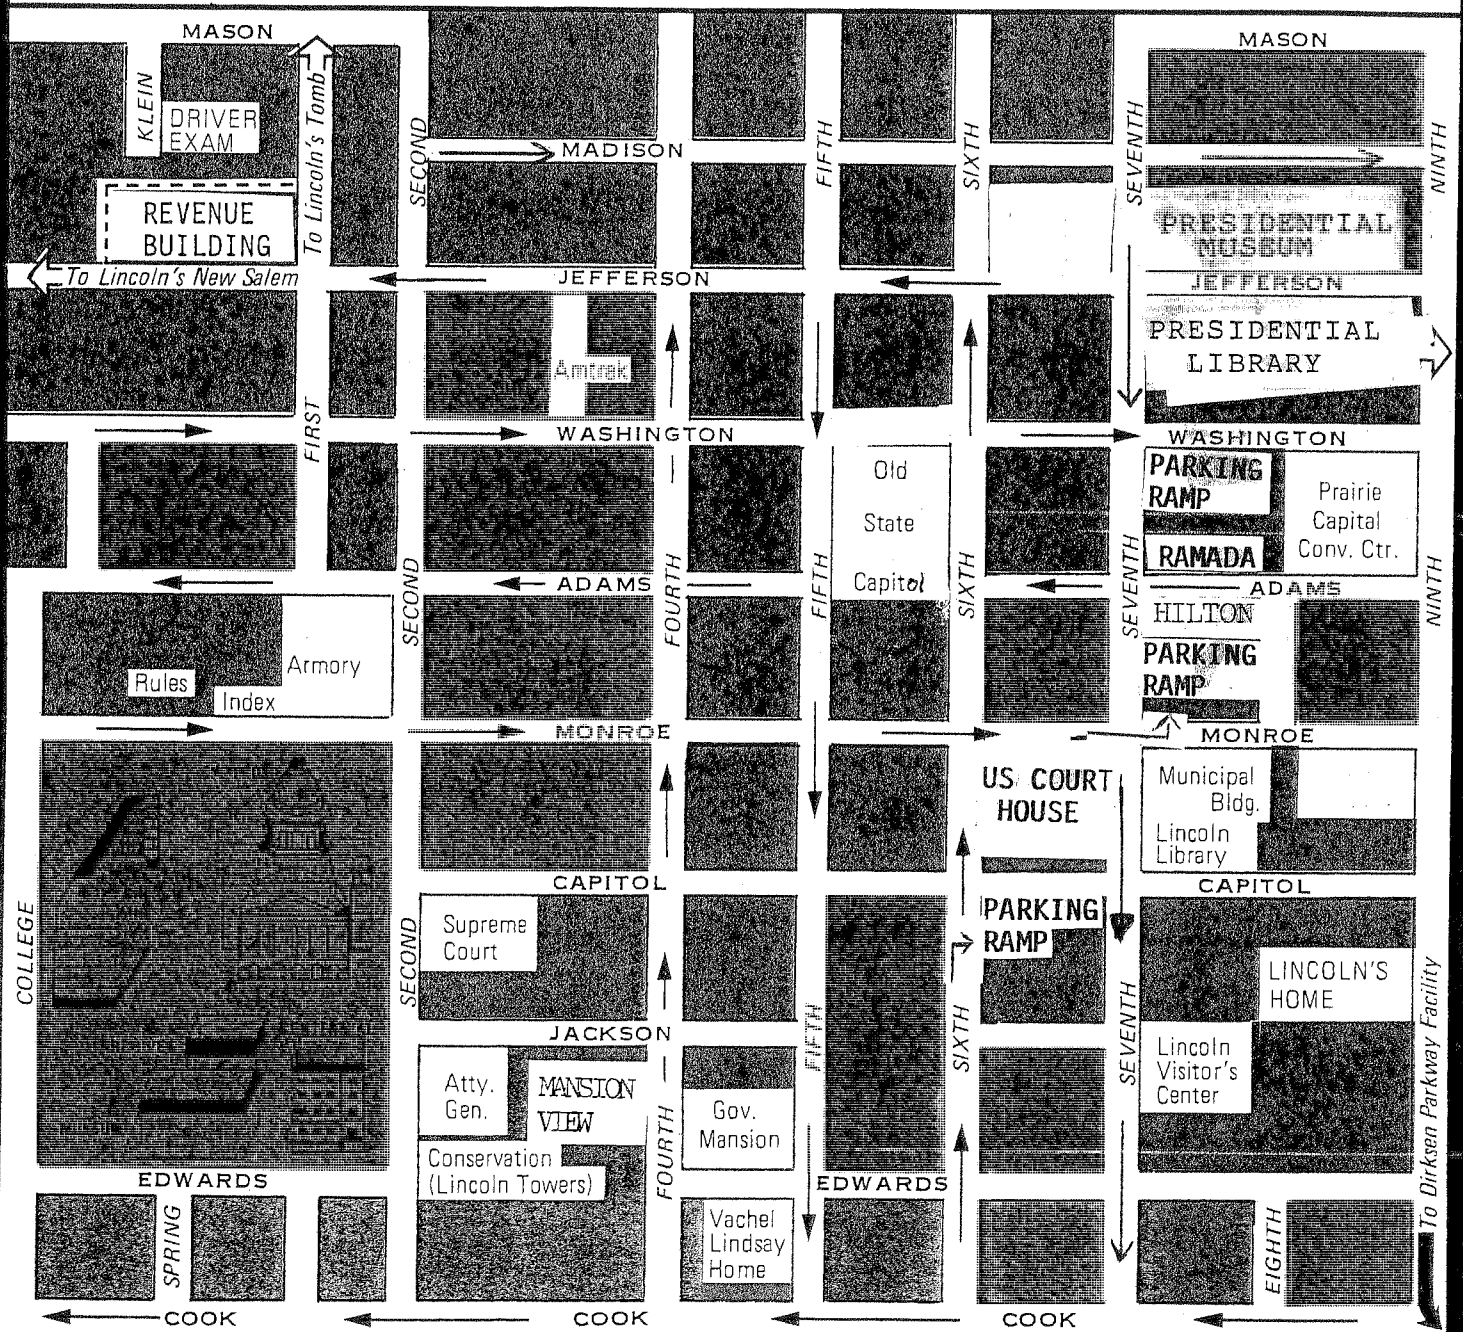 MASON
MASON
KLEIN
DRIVER
EXAM
To Lincoln's Tomb
SECOND
MADISON
FIFTH
SIXTH
SEVENTH
NINTH
REVENUE
BUILDING
PRESIDENTIAL
MUSEUM
To Lincoln's New Salem
JEFFERSON
JEFFERSON
PRESIDENTIAL
LIBRARY
Amtrak
FIRST
WASHINGTON
WASHINGTON
Old
State
Capitol
PARKING
RAMP
RAMADA
Prairie
Capital
Conv. Ctr.
SECOND
FOURTH
FIFTH
SIXTH
SEVENTH
NINTH
ADAMS
ADAMS
HILTON
PARKING
RAMP
Armory
Rules
Index
MONROE
MONROE
US COURT
HOUSE
Municipal
Bldg.
Lincoln
Library
CAPITOL
CAPITOL
COLLEGE
SECOND
Supreme
Court
PARKING
RAMP
LINCOLN'S
HOME
JACKSON
FIFTH
SIXTH
SEVENTH
Atty.
Gen.
MANSION
VIEW
FOURTH
Gov.
Mansion
Lincoln
Visitor's
Center
Conservation
(Lincoln Towers)
To Dirksen Parkway Facility
EDWARDS
EDWARDS
SPRING
Vachel
Lindsay
Home
EIGHTH
COOK
COOK
COOK